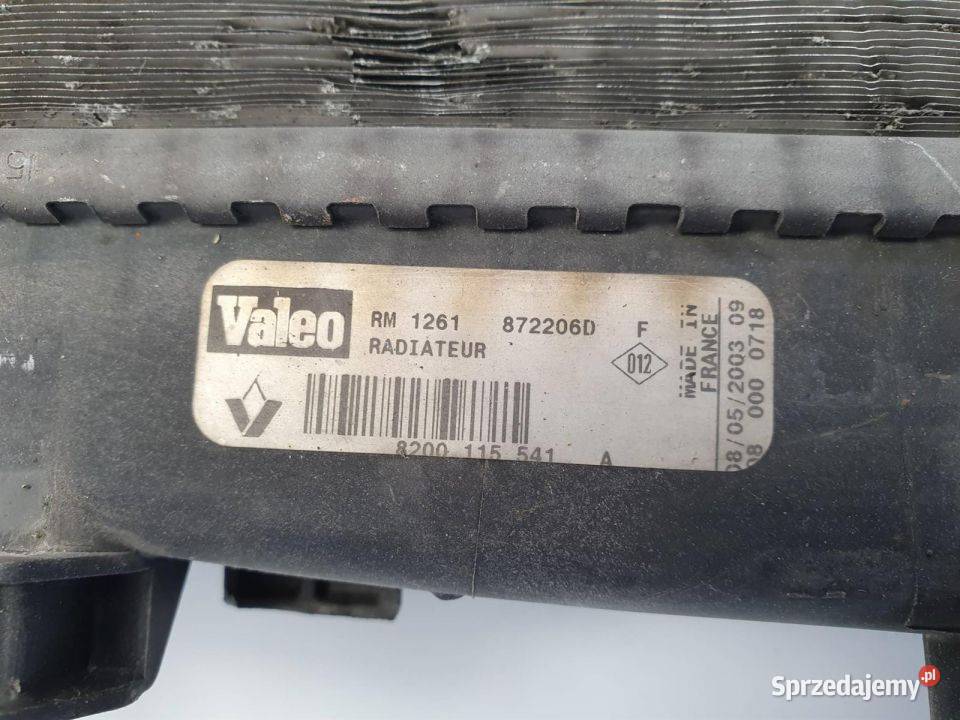 Valeo
RM 1261 872206D F
RADIATEUR
012
8200 115 541 A
MADE IN
FRANCE
08/05/2003 09
08 000 0718
Sprzedajemy.pl